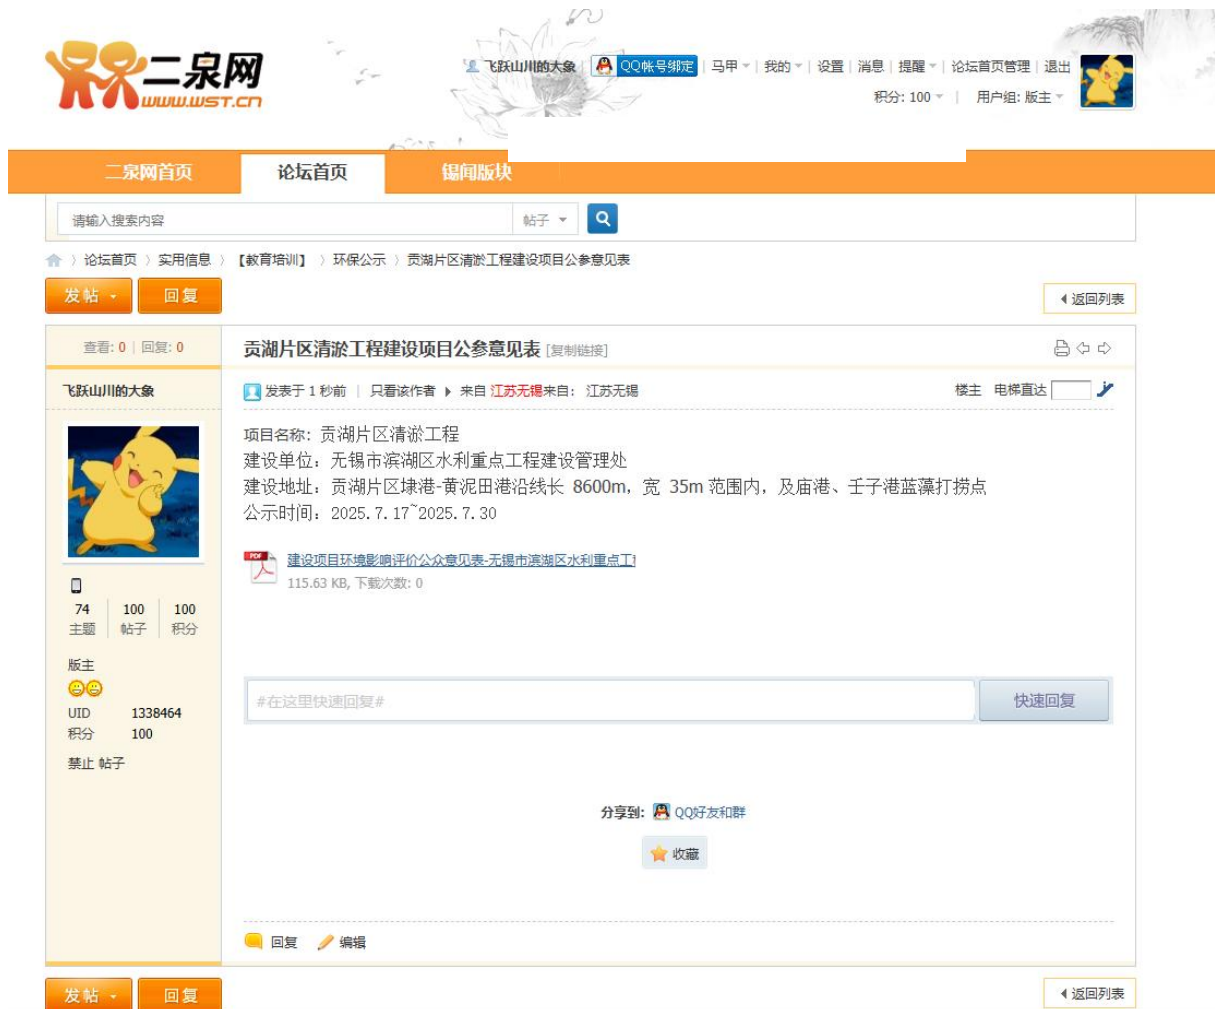 二泉网
www.wst.cn
飞跃山川的大象 QQ帐号绑定 | 马甲 | 我的 | 设置 | 消息 | 提醒 | 论坛首页管理 | 退出
积分: 100 | 用户组: 版主
二泉网首页 论坛首页 锡闻版块
请输入搜索内容 帖子
论坛首页 〉 实用信息 〉 【教育培训】 〉 环保公示 〉 贡湖片区清淤工程建设项目公参意见表
发帖 回复 返回列表
查看: 0 | 回复: 0 贡湖片区清淤工程建设项目公参意见表 [复制链接]
飞跃山川的大象 发表于 1 秒前 | 只看该作者 来自 江苏无锡来自: 江苏无锡 楼主 电梯直达
项目名称: 贡湖片区清淤工程
建设单位: 无锡市滨湖区水利重点工程建设管理处
建设地址: 贡湖片区埭港-黄泥田港沿线长 8600m, 宽 35m 范围内, 及庙港、壬子港蓝藻打捞点
公示时间: 2025.7.17~2025.7.30
PDF 建设项目环境影响评价公众意见表-无锡市滨湖区水利重点工
115.63 KB, 下载次数: 0
74 100 100
主题 帖子 积分
版主
UID 1338464
积分 100
禁止 帖子
#在这里快速回复# 快速回复
分享到: QQ好友和群
收藏
回复 编辑
发帖 回复 返回列表